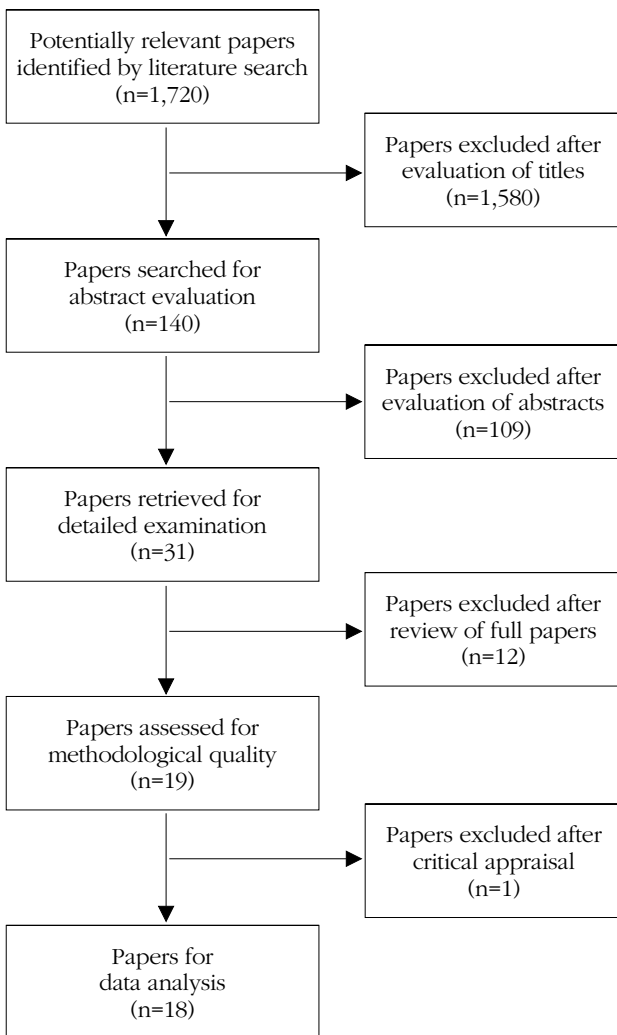 Potentially relevant papers
identified by literature search
(n=1,720)
Papers excluded after
evaluation of titles
(n=1,580)
Papers searched for
abstract evaluation
(n=140)
Papers excluded after
evaluation of abstracts
(n=109)
Papers retrieved for
detailed examination
(n=31)
Papers excluded after
review of full papers
(n=12)
Papers assessed for
methodological quality
(n=19)
Papers excluded after
critical appraisal
(n=1)
Papers for
data analysis
(n=18)